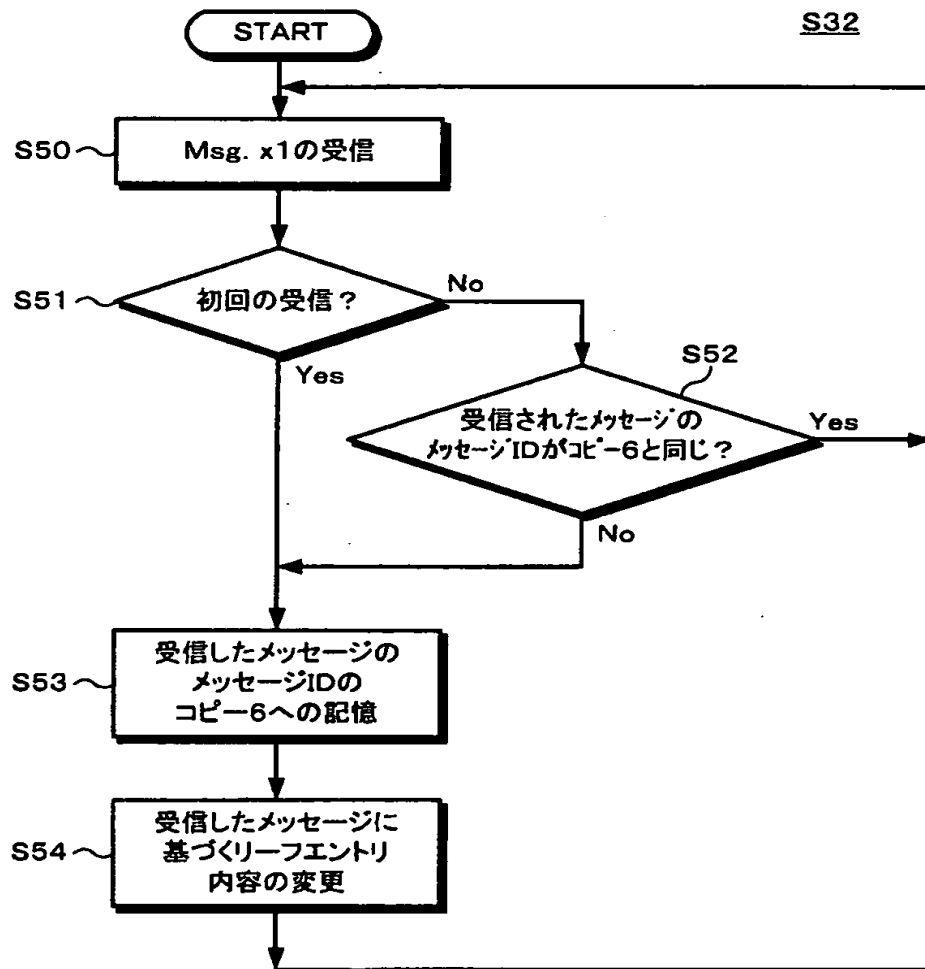 START
S32
S50
Msg. x1の受信
S51
初回の受信？
No
Yes
S52
受信されたメッセージの
メッセージIDがコピー6と同じ？
Yes
No
S53
受信したメッセージの
メッセージIDの
コピー6への記憶
S54
受信したメッセージに
基づくリーフエントリ
内容の変更